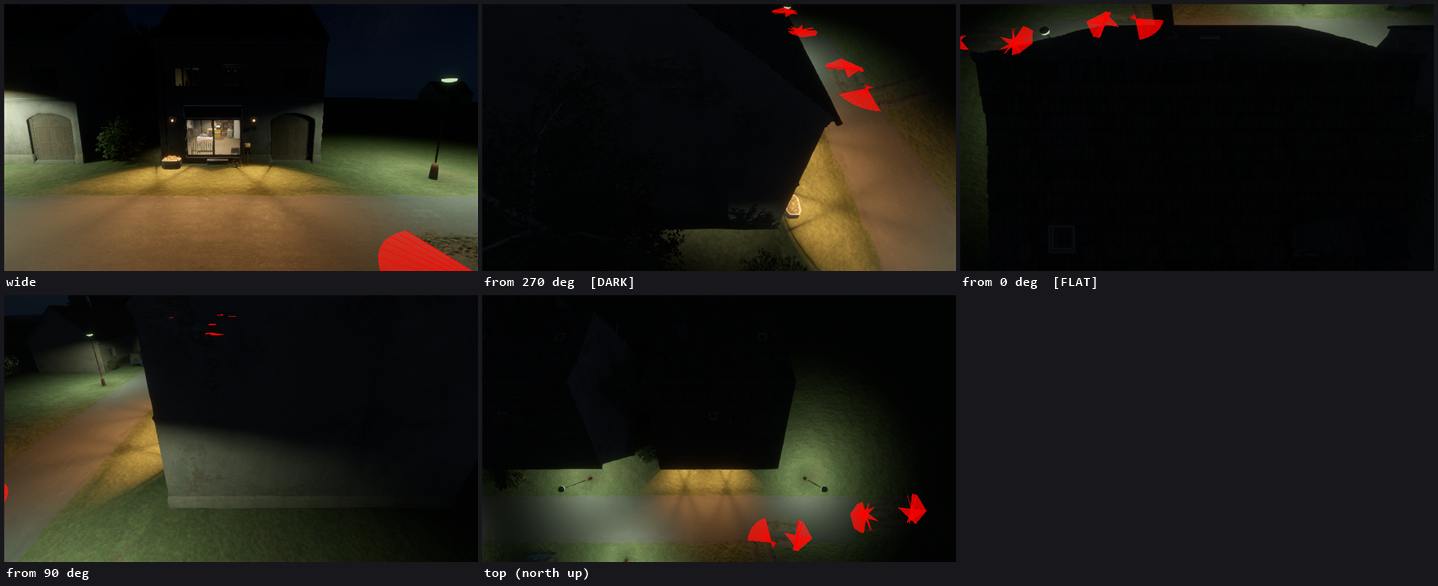 wide
from 270 deg  [DARK]
from 0 deg  [FLAT]
from 90 deg
top (north up)